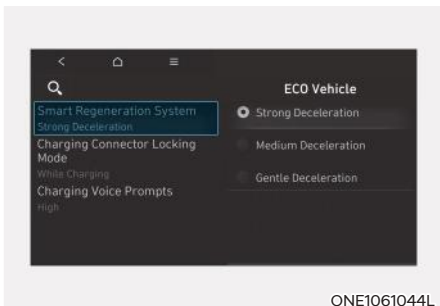 ECO Vehicle
Smart Regeneration System
Strong Deceleration
Charging Connector Locking
Mode
While Charging
Charging Voice Prompts
High
Strong Deceleration
Medium Deceleration
Gentle Deceleration
ONE1061044L